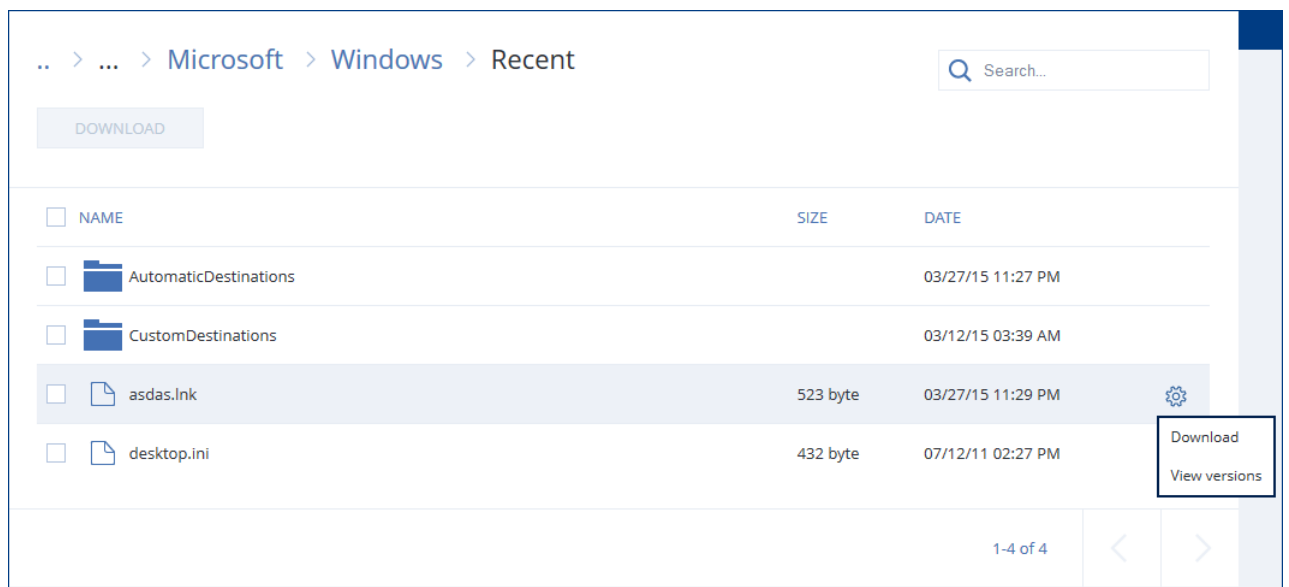 .. > ... > Microsoft > Windows > Recent
Search...
DOWNLOAD
NAME SIZE DATE
AutomaticDestinations 03/27/15 11:27 PM
CustomDestinations 03/12/15 03:39 AM
asdas.lnk 523 byte 03/27/15 11:29 PM
Download
desktop.ini 432 byte 07/12/11 02:27 PM
View versions
1-4 of 4